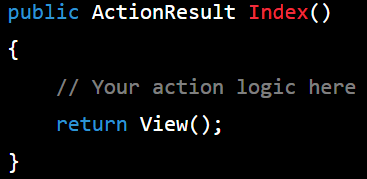 public ActionResult Index()
{
    // Your action logic here
    return View();
}